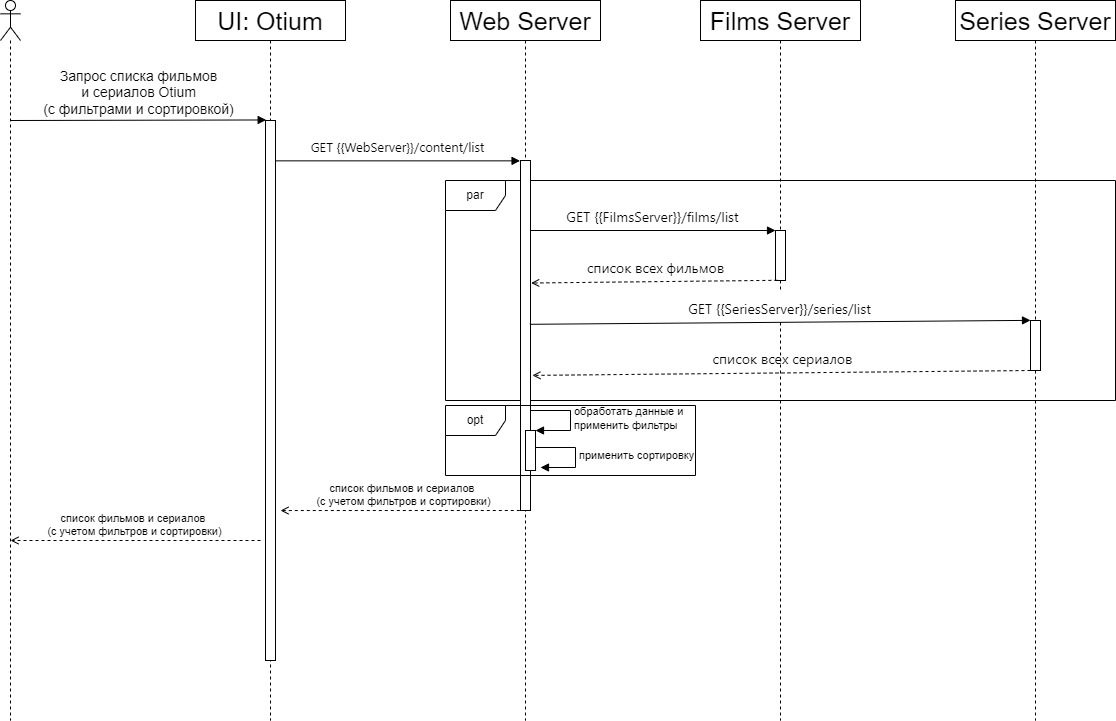 UI: Otium
Web Server
Films Server
Series Server
Запрос списка фильмов
и сериалов Otium
(с фильтрами и сортировкой)
GET {{WebServer}}/content/list
par
GET {{FilmsServer}}/films/list
список всех фильмов
GET {{SeriesServer}}/series/list
список всех сериалов
opt
обработать данные и
применить фильтры
применить сортировку
список фильмов и сериалов
(с учетом фильтров и сортировки)
список фильмов и сериалов
(с учетом фильтров и сортировки)